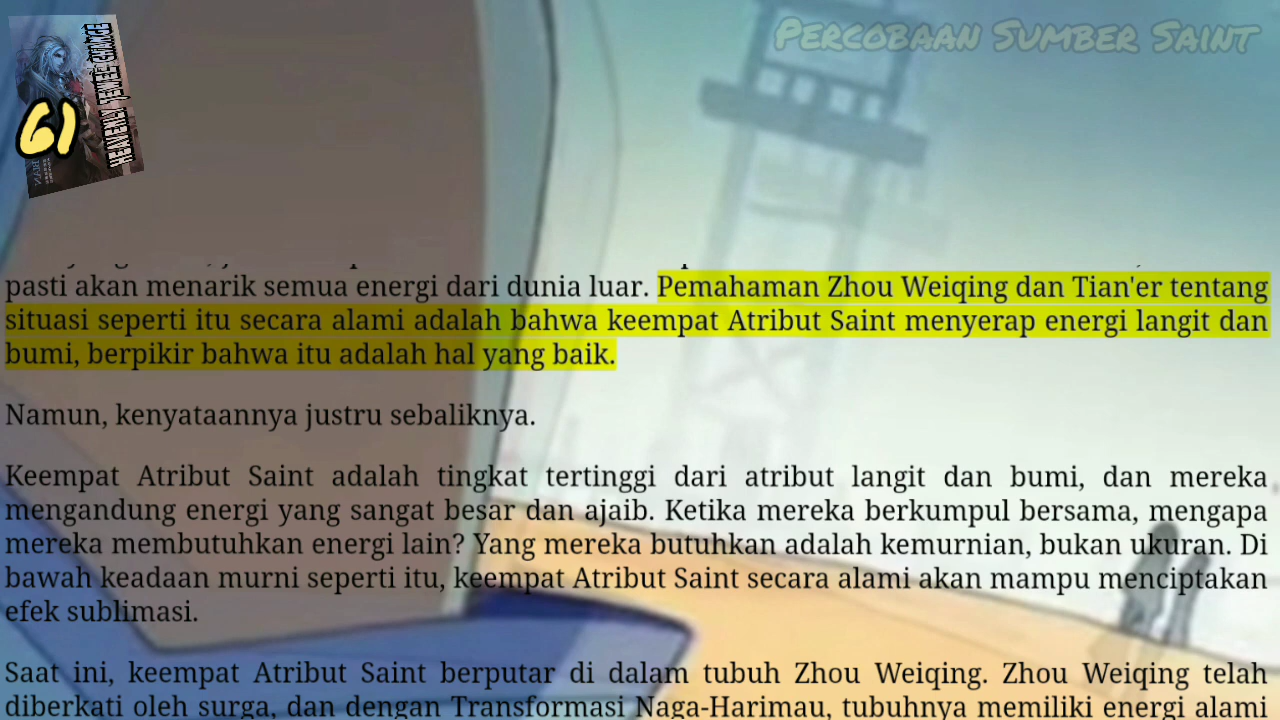 Percobaan Sumber Saint
HEAVENLY JEWEL CHANGE
61
pasti akan menarik semua energi dari dunia luar. Pemahaman Zhou Weiqing dan Tian'er tentang
situasi seperti itu secara alami adalah bahwa keempat Atribut Saint menyerap energi langit dan
bumi, berpikir bahwa itu adalah hal yang baik.
Namun, kenyataannya justru sebaliknya.
Keempat Atribut Saint adalah tingkat tertinggi dari atribut langit dan bumi, dan mereka
mengandung energi yang sangat besar dan ajaib. Ketika mereka berkumpul bersama, mengapa
mereka membutuhkan energi lain? Yang mereka butuhkan adalah kemurnian, bukan ukuran. Di
bawah keadaan murni seperti itu, keempat Atribut Saint secara alami akan mampu menciptakan
efek sublimasi.
Saat ini, keempat Atribut Saint berputar di dalam tubuh Zhou Weiqing. Zhou Weiqing telah
diberkati oleh surga, dan dengan Transformasi Naga-Harimau, tubuhnya memiliki energi alami